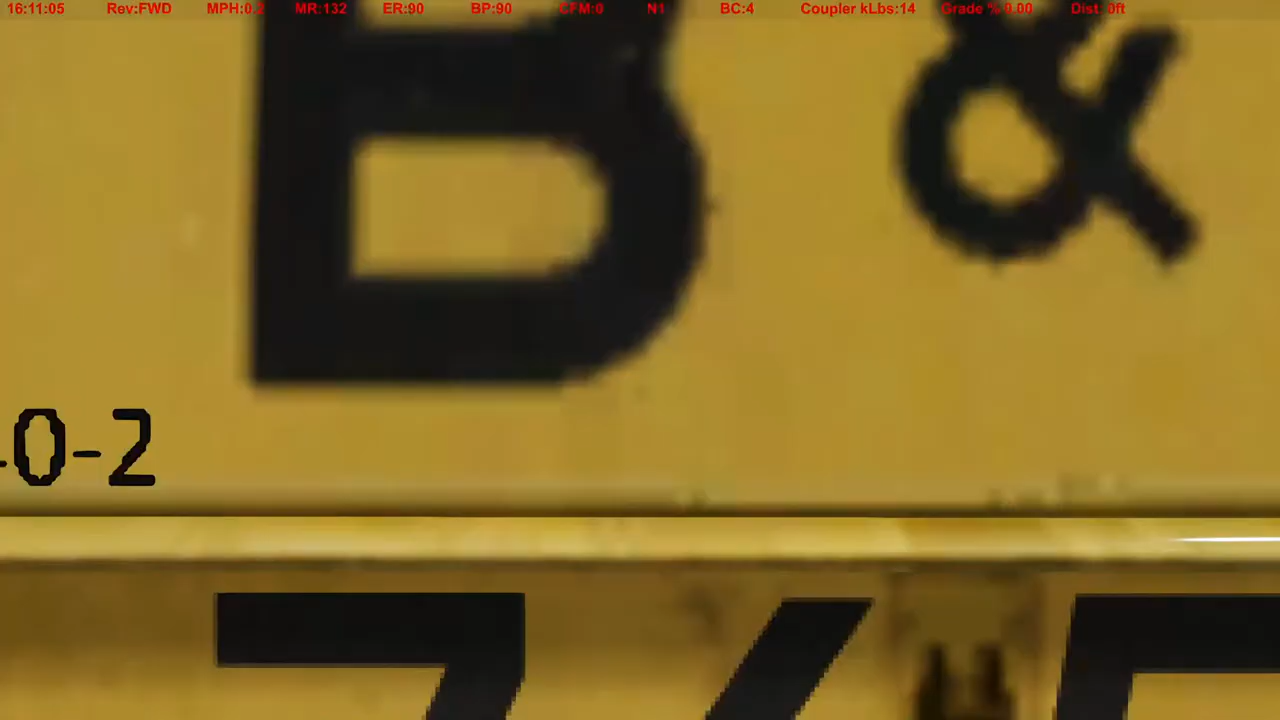 16:11:05 Rev:FWD MPH:0.2 MR:132 ER:90 BP:90 CFM:0 N1 BC:4 Coupler kLbs:14 Grade % 0.00 Dist: 0ft
B &
0-2